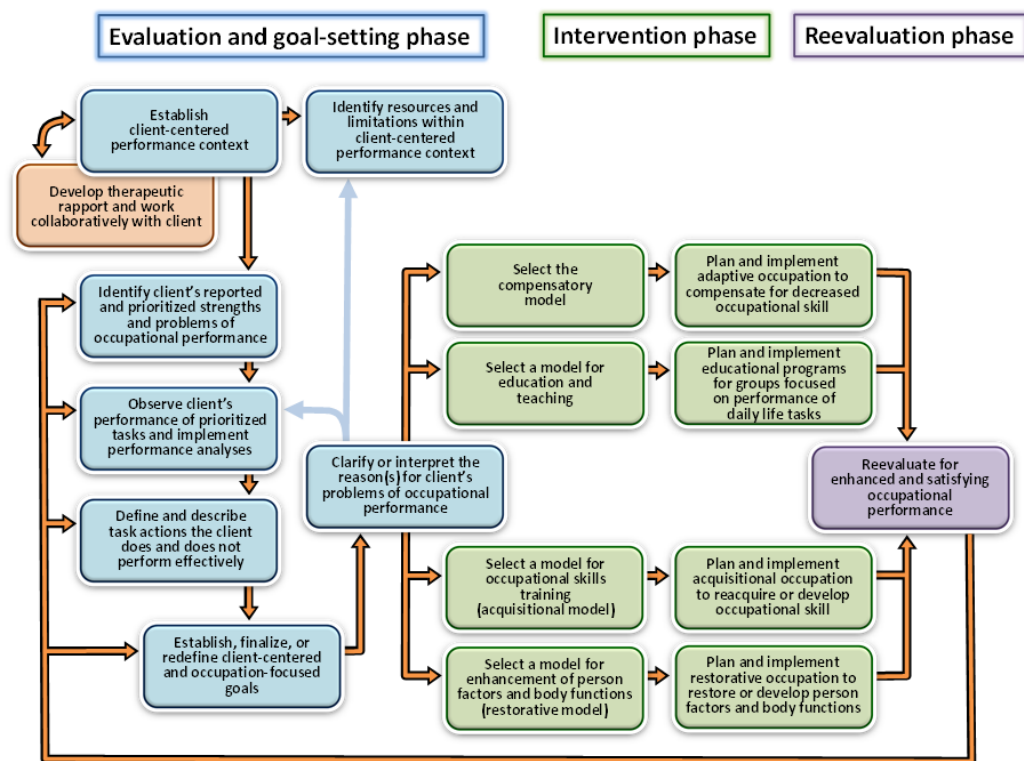 Evaluation and goal-setting phase
Intervention phase
Reevaluation phase
Establish
client-centered
performance context
Identify resources and
limitations within
client-centered
performance context
Develop therapeutic
rapport and work
collaboratively with client
Identify client's reported
and prioritized strengths
and problems of
occupational performance
Observe client's
performance of prioritized
tasks and implement
performance analyses
Define and describe
task actions the client
does and does not
perform effectively
Establish, finalize, or
redefine client-centered
and occupation-focused
goals
Clarify or interpret the
reason(s) for client's
problems of occupational
performance
Select the
compensatory
model
Plan and implement
adaptive occupation to
compensate for decreased
occupational skill
Select a model for
education and
teaching
Plan and implement
educational programs
for groups focused
on performance of
daily life tasks
Select a model for
occupational skills
training
(acquisitional model)
Plan and implement
acquisitional occupation
to reacquire or develop
occupational skill
Select a model for
enhancement of person
factors and body functions
(restorative model)
Plan and implement
restorative occupation to
restore or develop person
factors and body functions
Reevaluate for
enhanced and satisfying
occupational
performance